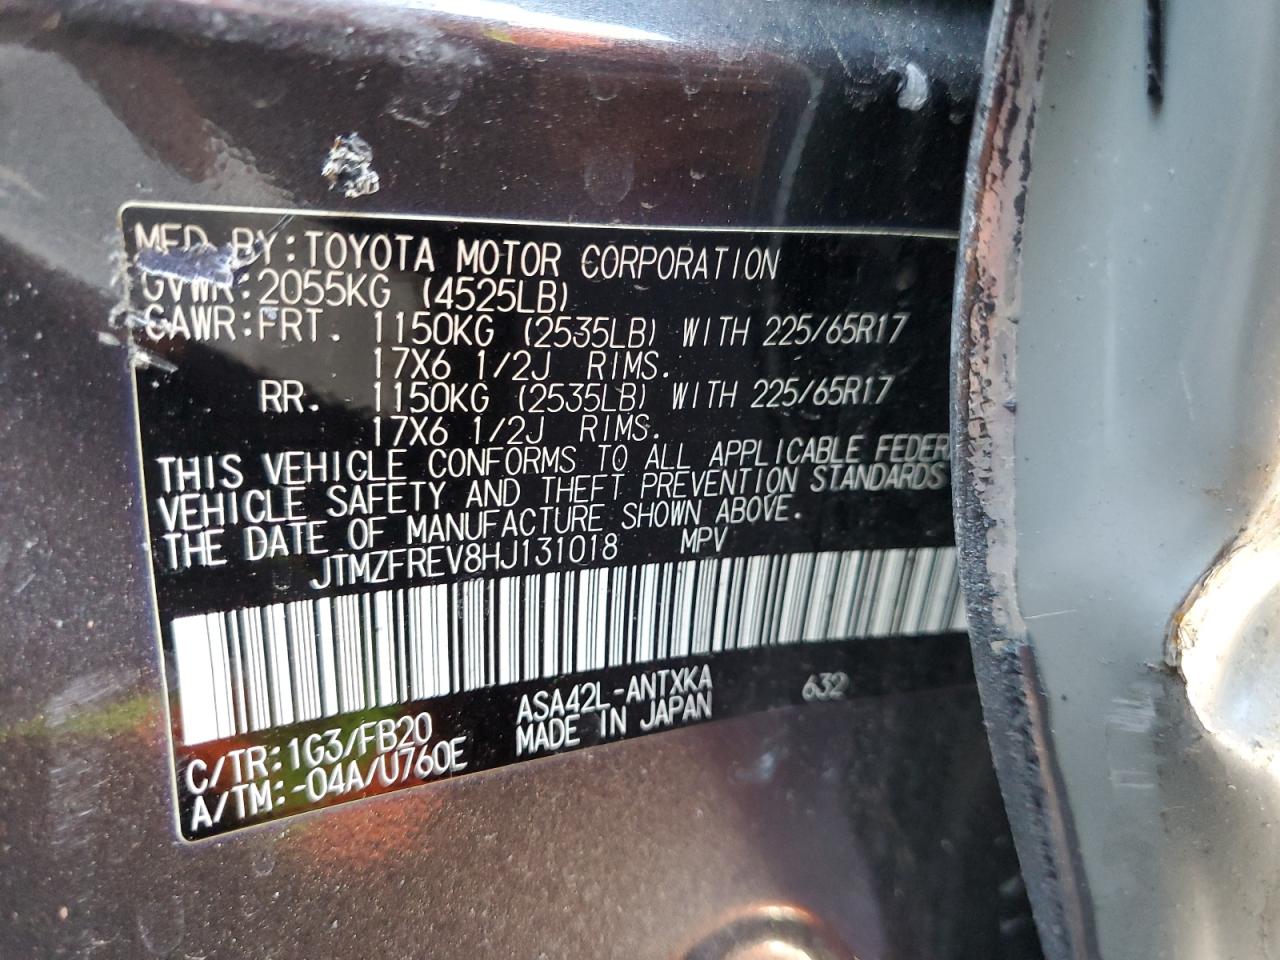 MFD BY:TOYOTA MOTOR CORPORATION
GVWR:2055KG (4525LB)
GAWR:FRT. 1150KG (2535LB) WITH 225/65R17
17X6 1/2J RIMS.
RR. 1150KG (2535LB) WITH 225/65R17
17X6 1/2J RIMS.
THIS VEHICLE CONFORMS TO ALL APPLICABLE FEDER
VEHICLE SAFETY AND THEFT PREVENTION STANDARDS
THE DATE OF MANUFACTURE SHOWN ABOVE.
JTMZFREV8HJ131018 MPV
C/TR:1G3/FB20 ASA42L-ANTXKA 632
A/TM:-04A/U760E MADE IN JAPAN